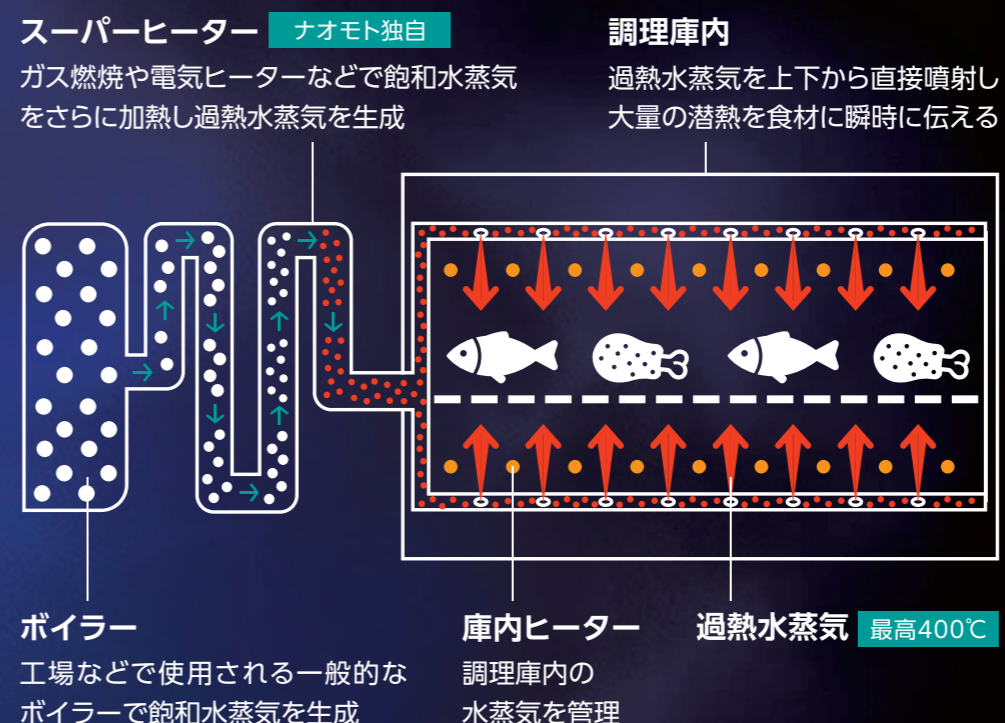 スーパーヒーター ナオモト独自
ガス燃焼や電気ヒーターなどで飽和水蒸気
をさらに加熱し過熱水蒸気を生成
調理庫内
過熱水蒸気を上下から直接噴射し
大量の潜熱を食材に瞬時に伝える
ボイラー
工場などで使用される一般的な
ボイラーで飽和水蒸気を生成
庫内ヒーター
調理庫内の
水蒸気を管理
過熱水蒸気 最高400℃